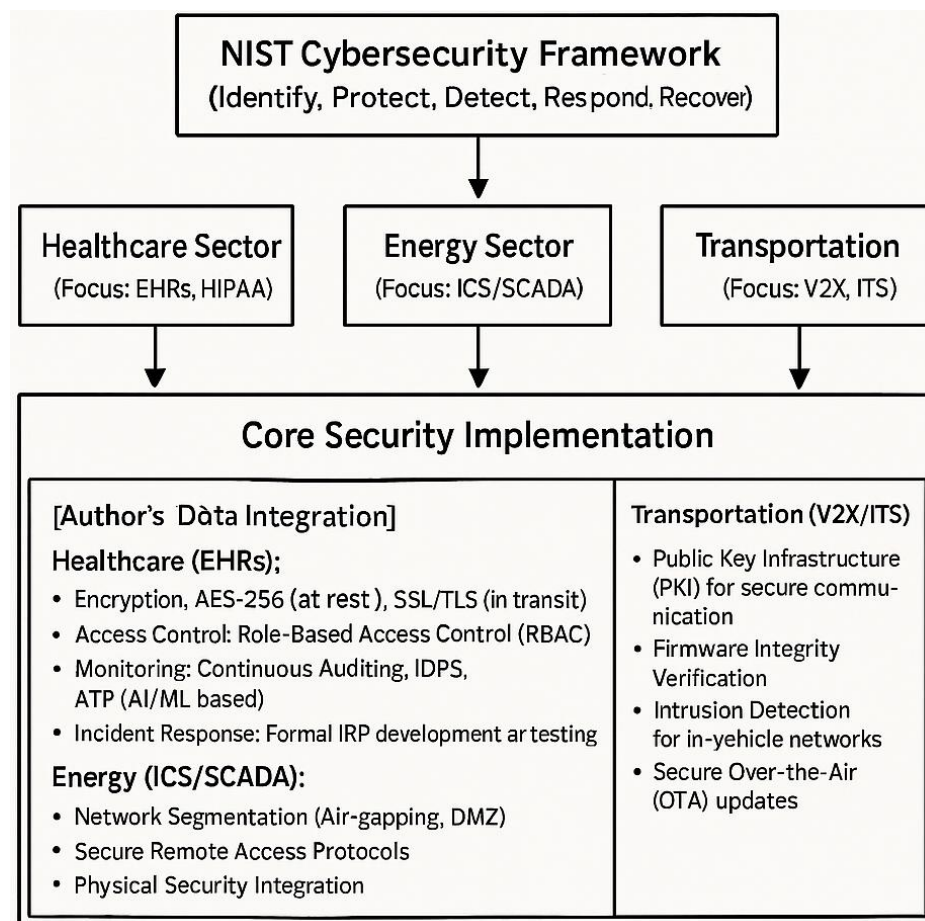 NIST Cybersecurity Framework
(Identify, Protect, Detect, Respond, Recover)
Healthcare Sector
(Focus: EHRs, HIPAA)
Energy Sector
(Focus: ICS/SCADA)
Transportation
(Focus: V2X, ITS)
Core Security Implementation
[Author's Data Integration]
Healthcare (EHRs);
• Encryption, AES-256 (at rest), SSL/TLS (in transit)
• Access Control: Role-Based Access Control (RBAC)
• Monitoring: Continuous Auditing, IDPS,
ATP (AI/ML based)
• Incident Response: Formal IRP development ar testing
Energy (ICS/SCADA):
• Network Segmentation (Air-gapping, DMZ)
• Secure Remote Access Protocols
• Physical Security Integration
Transportation (V2X/ITS)
• Public Key Infrastructure
(PKI) for secure commu-
nication
• Firmware Integrity
Verification
• Intrusion Detection
for in-yehicle networks
• Secure Over-the-Air
(OTA) updates